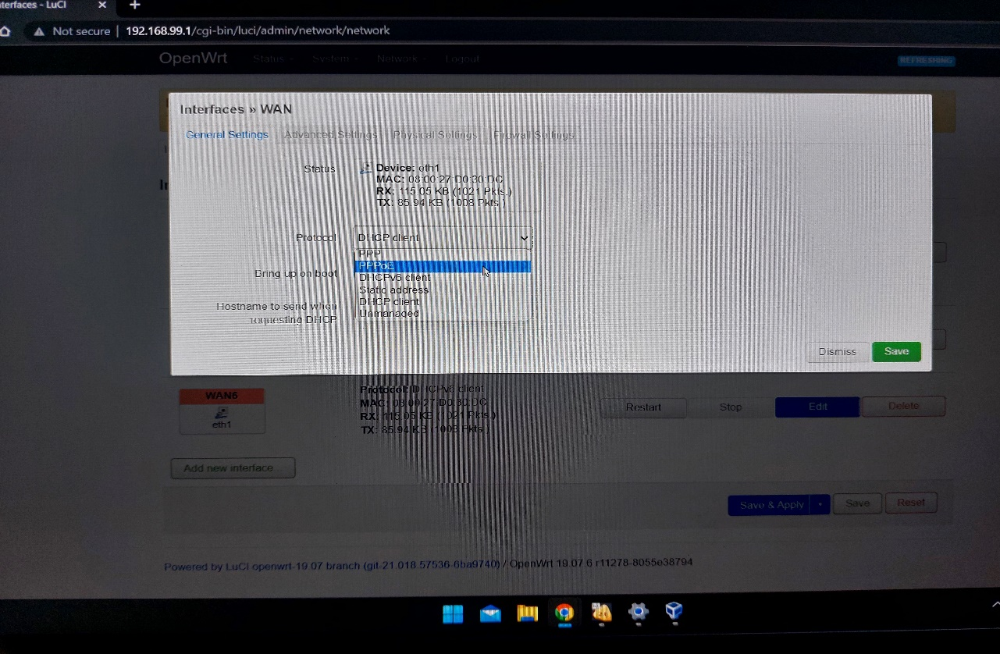 terfaces - LuCI
Not secure | 192.168.99.1/cgi-bin/luci/admin/network/network
OpenWrt Status System Network Logout REFRESHING
Interfaces » WAN
General Settings Advanced Settings Physical Settings Firewall Settings
Status
Device: eth1
MAC: 08:00:27:D0:30:DC
RX: 115.05 KB (1021 Pkts.)
TX: 85.94 KB (1008 Pkts.)
Protocol DHCP client
PPP
PPPoE
Bring up on boot
DHCPv6 client
Static address
DHCP client
Unmanaged
Hostname to send when
requesting DHCP
Dismiss Save
WAN6
eth1
Protocol: DHCPv6 client
MAC: 08:00:27:D0:30:DC
RX: 115.05 KB (1021 Pkts.)
TX: 85.94 KB (1008 Pkts.)
Restart Stop Edit Delete
Add new interface
Save & Apply Save Reset
Powered by LuCI openwrt-19.07 branch (git-21.018.57536-6ba9740) / OpenWrt 19.07.6 r11278-8055e38794